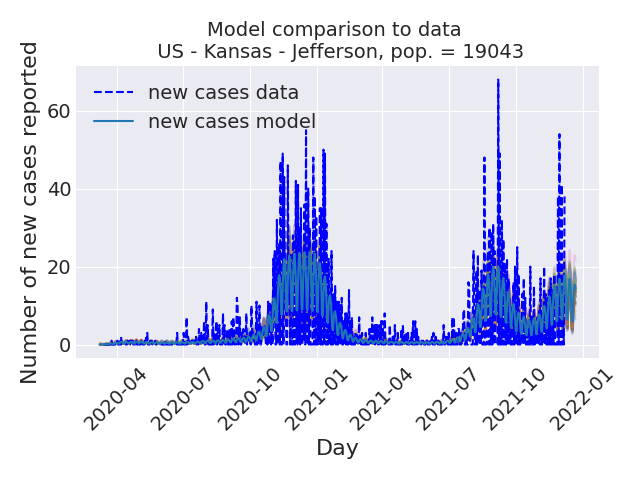 Model comparison to data
US - Kansas - Jefferson, pop. = 19043
new cases data
new cases model
Number of new cases reported
60
40
20
0
2020-04
2020-07
2020-10
2021-01
2021-04
2021-07
2021-10
2022-01
Day